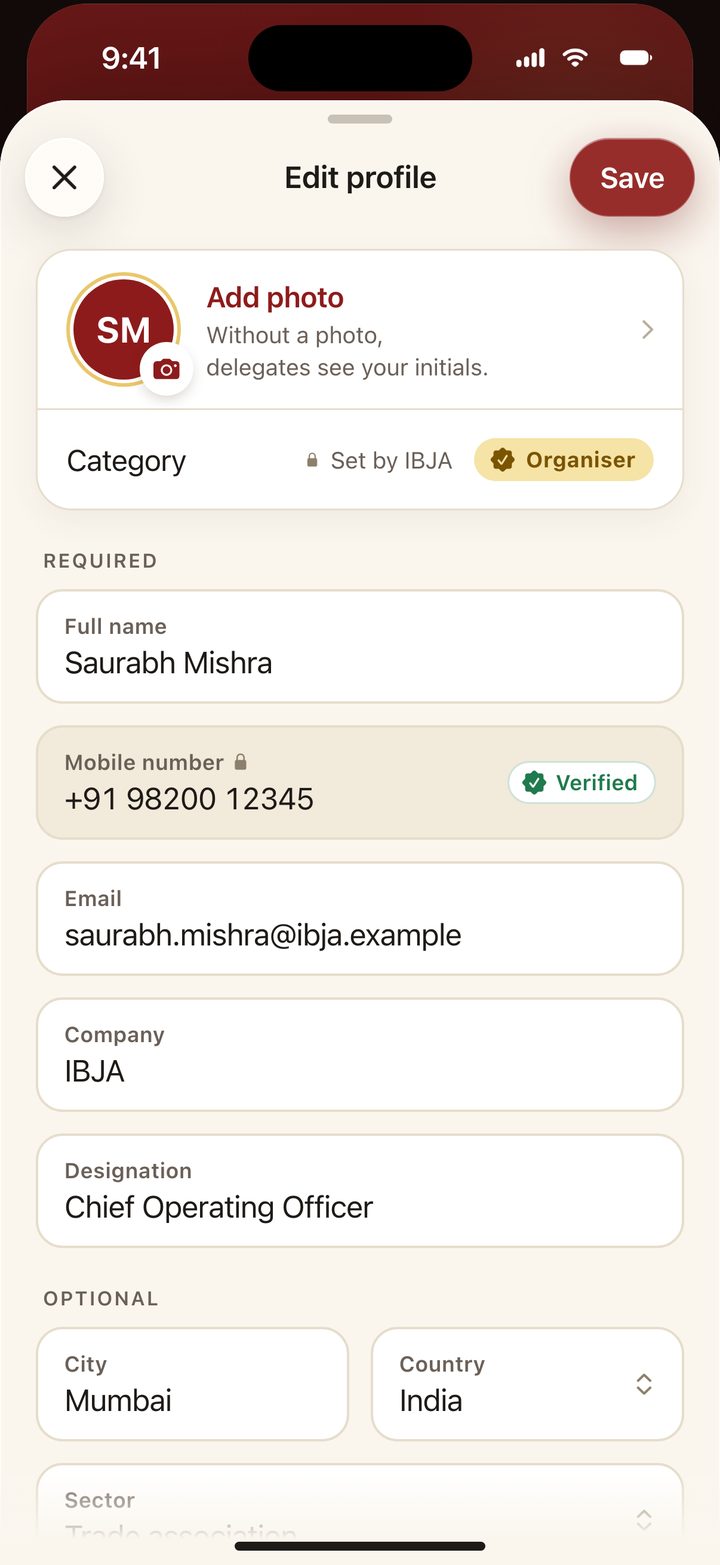 9:41
Edit profile
Save
SM
Add photo
Without a photo,
delegates see your initials.
Category
Set by IBJA
Organiser
REQUIRED
Full name
Saurabh Mishra
Mobile number
+91 98200 12345
Verified
Email
saurabh.mishra@ibja.example
Company
IBJA
Designation
Chief Operating Officer
OPTIONAL
City
Mumbai
Country
India
Sector
Trade association